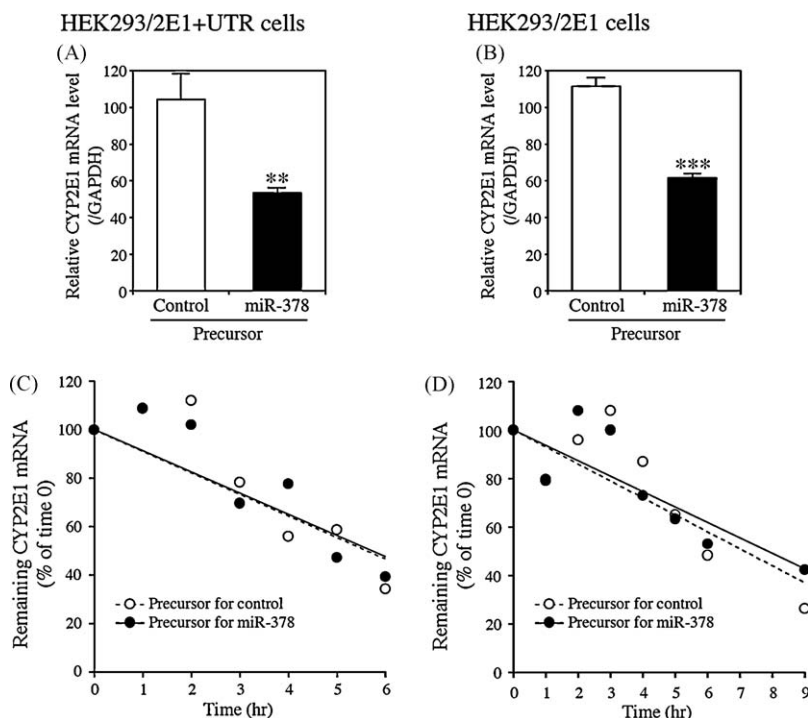 HEK293/2E1+UTR cells
HEK293/2E1 cells
(A)
Relative CYP2E1 mRNA level
(/GAPDH)
120
100
80
60
40
20
0
**
Control
miR-378
Precursor
(B)
Relative CYP2E1 mRNA level
(/GAPDH)
120
100
80
60
40
20
0
***
Control
miR-378
Precursor
(C)
Remaining CYP2E1 mRNA
(% of time 0)
120
100
80
60
40
20
0
Precursor for control
Precursor for miR-378
0 1 2 3 4 5 6
Time (hr)
(D)
Remaining CYP2E1 mRNA
(% of time 0)
120
100
80
60
40
20
0
Precursor for control
Precursor for miR-378
0 1 2 3 4 5 6 7 8 9
Time (hr)